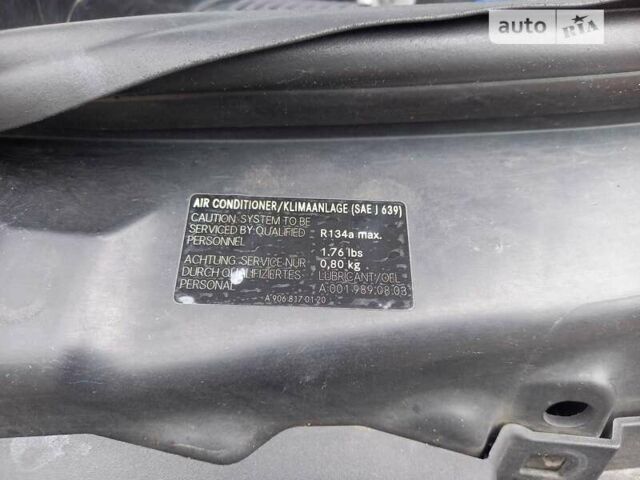 auto RIA
AIR CONDITIONER/KLIMAANLAGE (SAE J 639)
CAUTION SYSTEM TO BE
SERVICED BY QUALIFIED
PERSONNEL
R134a max.
1.76 lbs
0,80 kg
ACHTUNG SERVICE NUR
DURCH QUALIFIZIERTES
PERSONAL
LUBRICANT/OEL
A 001 989 08 03
A 906 817 01 20